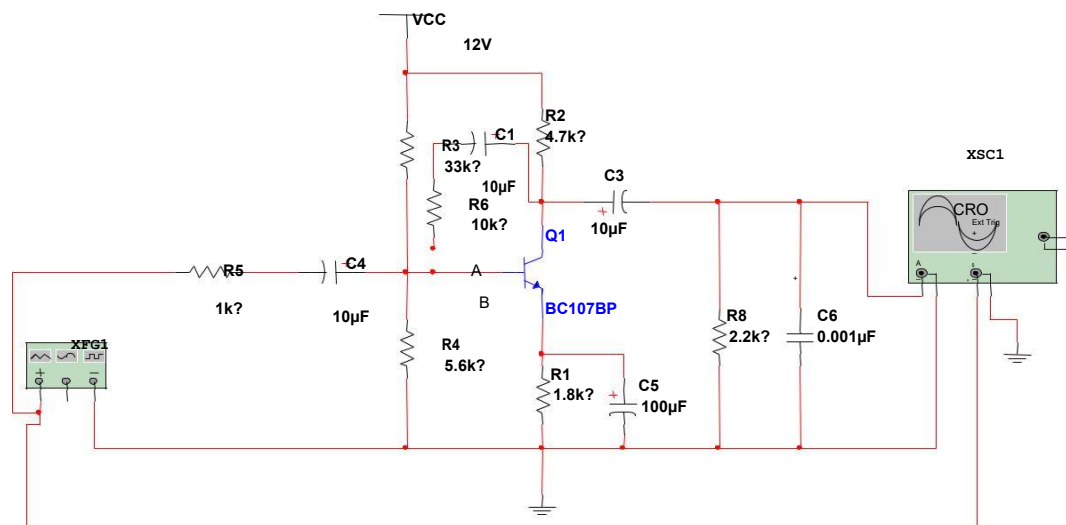 VCC
12V
R2
4.7k?
R3
33k?
C1
10µF
R6
10k?
C3
10µF
XSC1
CRO
Ext Trig
+
−
A
B
Q1
A
B
BC107BP
R5
1k?
C4
10µF
R4
5.6k?
R8
2.2k?
C6
0.001µF
R1
1.8k?
C5
100µF
XFG1
+
−